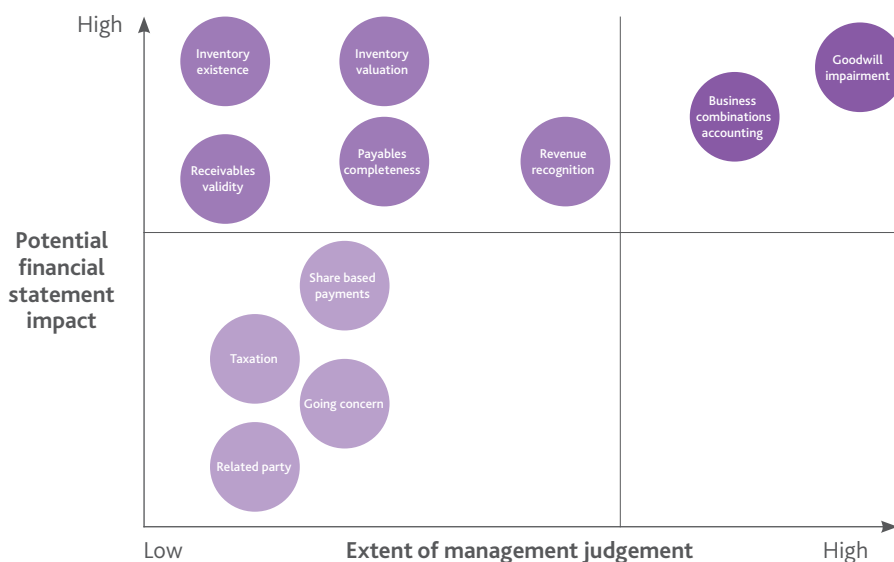 High
Inventory
existence
Inventory
valuation
Goodwill
impairment
Business
combinations
accounting
Receivables
validity
Payables
completeness
Revenue
recognition
Potential
financial
statement
impact
Share based
payments
Taxation
Going concern
Related party
Low
Extent of management judgement
High